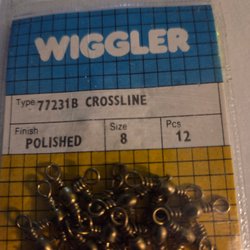 WIGGLER
Type 77231B CROSSLINE
Finish Size Pcs
POLISHED 8 12